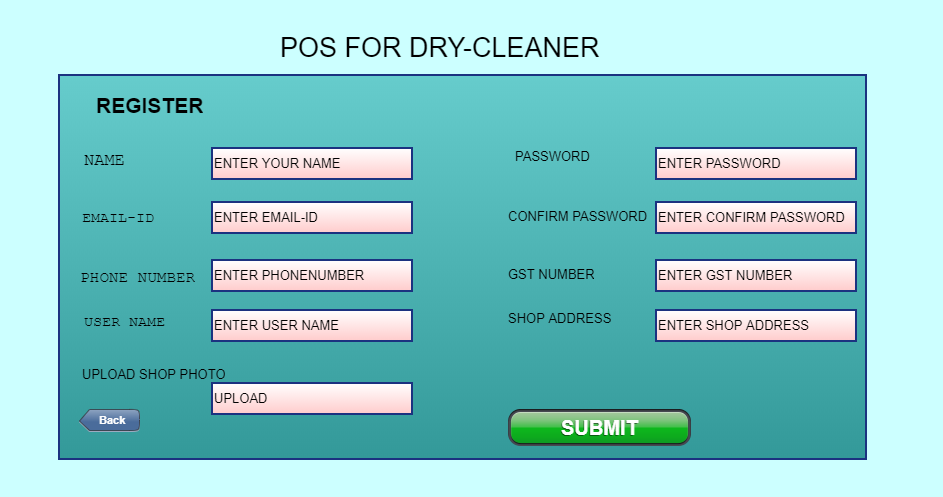 POS FOR DRY-CLEANER
REGISTER
NAME
ENTER YOUR NAME
PASSWORD
ENTER PASSWORD
EMAIL-ID
ENTER EMAIL-ID
CONFIRM PASSWORD
ENTER CONFIRM PASSWORD
PHONE NUMBER
ENTER PHONENUMBER
GST NUMBER
ENTER GST NUMBER
USER NAME
ENTER USER NAME
SHOP ADDRESS
ENTER SHOP ADDRESS
UPLOAD SHOP PHOTO
UPLOAD
Back
SUBMIT